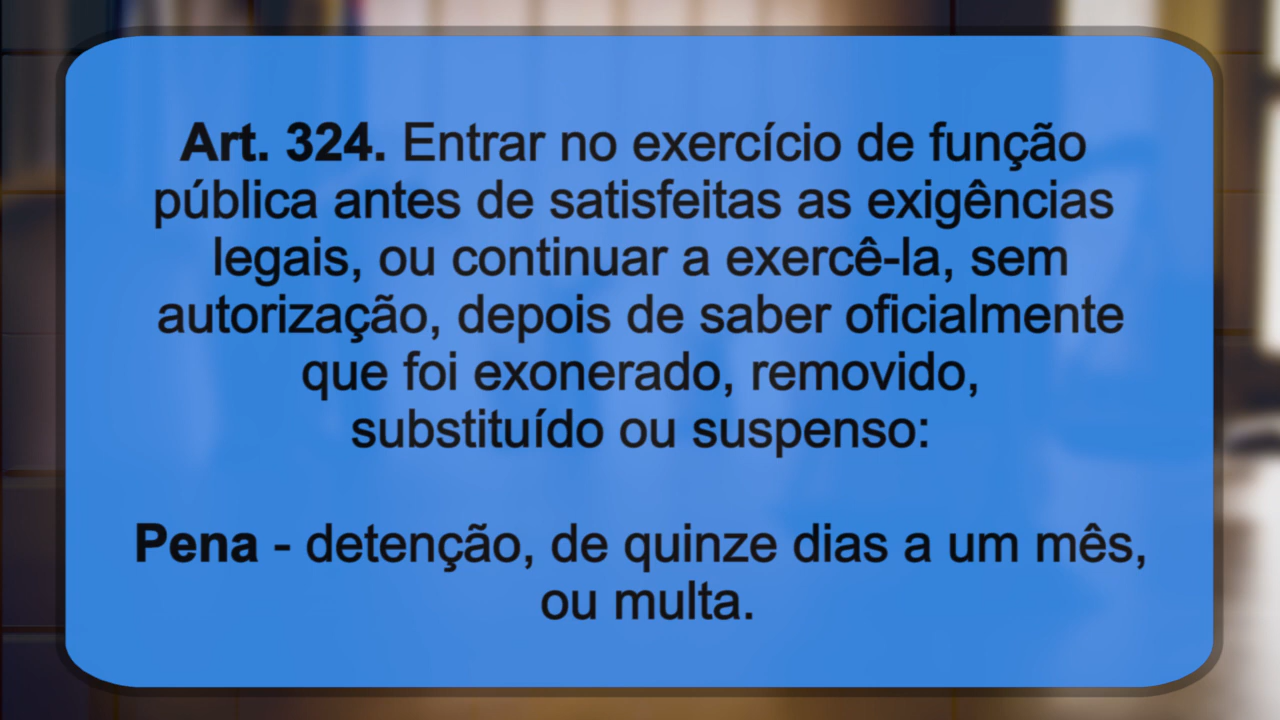 Art. 324. Entrar no exercício de função
pública antes de satisfeitas as exigências
legais, ou continuar a exercê-la, sem
autorização, depois de saber oficialmente
que foi exonerado, removido,
substituído ou suspenso:
Pena - detenção, de quinze dias a um mês,
ou multa.